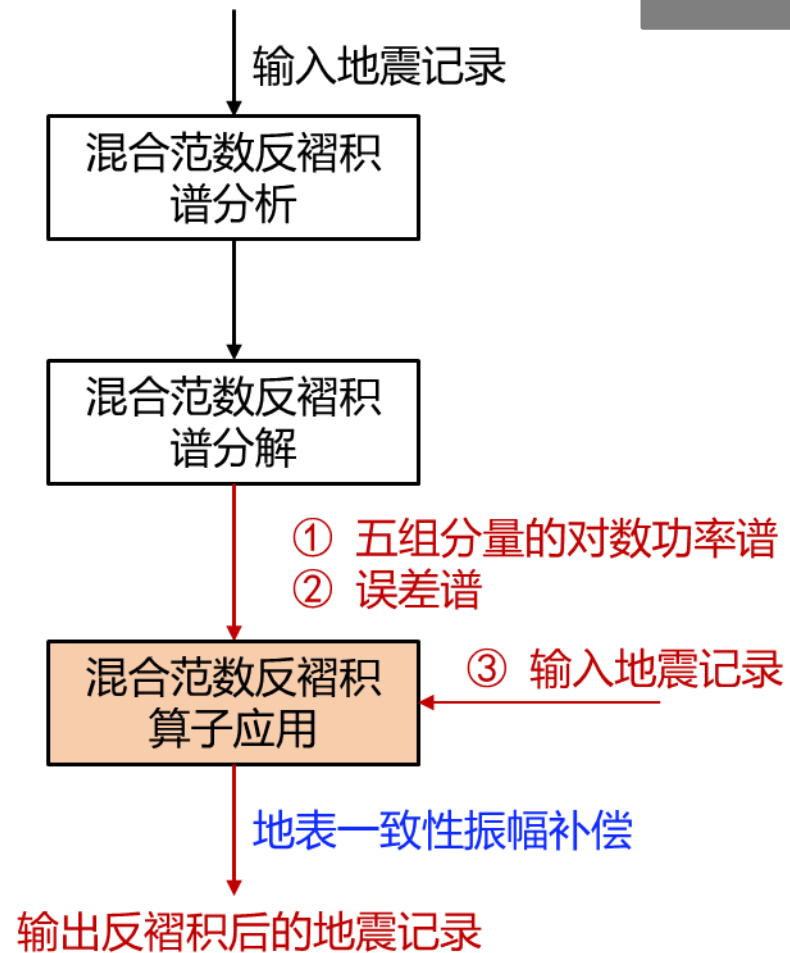 输入地震记录
混合范数反褶积
谱分析
混合范数反褶积
谱分解
① 五组分量的对数功率谱
② 误差谱
③ 输入地震记录
混合范数反褶积
算子应用
地表一致性振幅补偿
输出反褶积后的地震记录